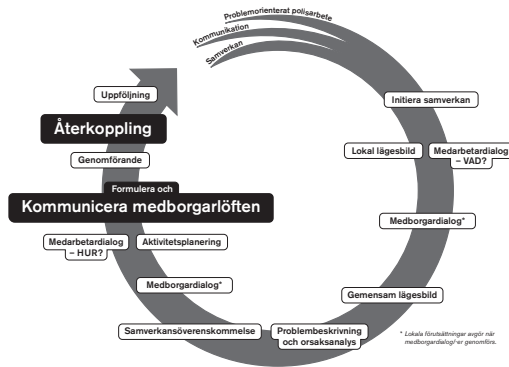 Problemorienterat polisarbete
Kommunikation
Samverkan
Initiera samverkan
Lokal lägesbild
Medarbetardialog
– VAD?
Medborgardialog*
Gemensam lägesbild
Problembeskrivning
och orsaksanalys
Samverkansöverenskommelse
Medborgardialog*
Aktivitetsplanering
Medarbetardialog
– HUR?
Formulera och
Kommunicera medborgarlöften
Genomförande
Återkoppling
Uppföljning
* Lokala förutsättningar avgör när
medborgardialog/-er genomförs.